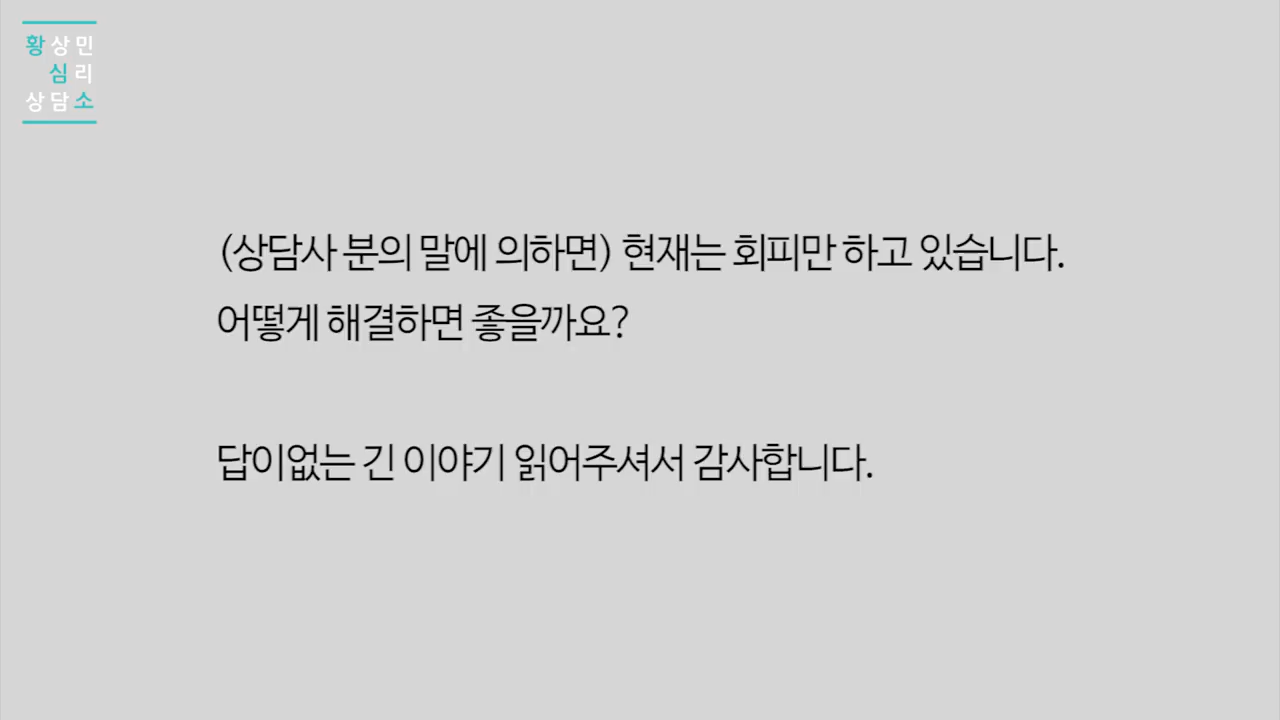 황상민
심리
상담소
(상담사 분의 말에 의하면) 현재는 회피만 하고 있습니다.
어떻게 해결하면 좋을까요?
답이없는 긴 이야기 읽어주셔서 감사합니다.